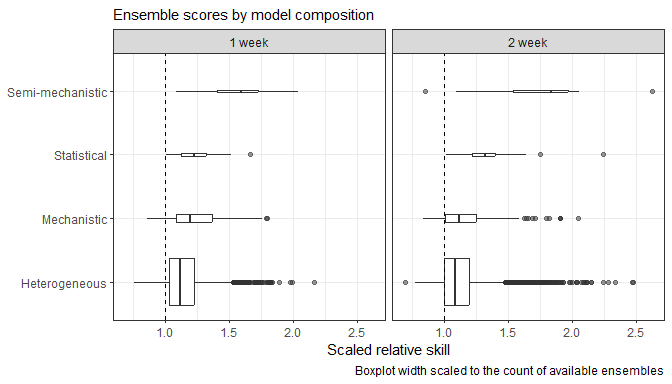 Ensemble scores by model composition
1 week
2 week
Semi-mechanistic
Statistical
Mechanistic
Heterogeneous
1.0 1.5 2.0 2.5
1.0 1.5 2.0 2.5
Scaled relative skill
Boxplot width scaled to the count of available ensembles